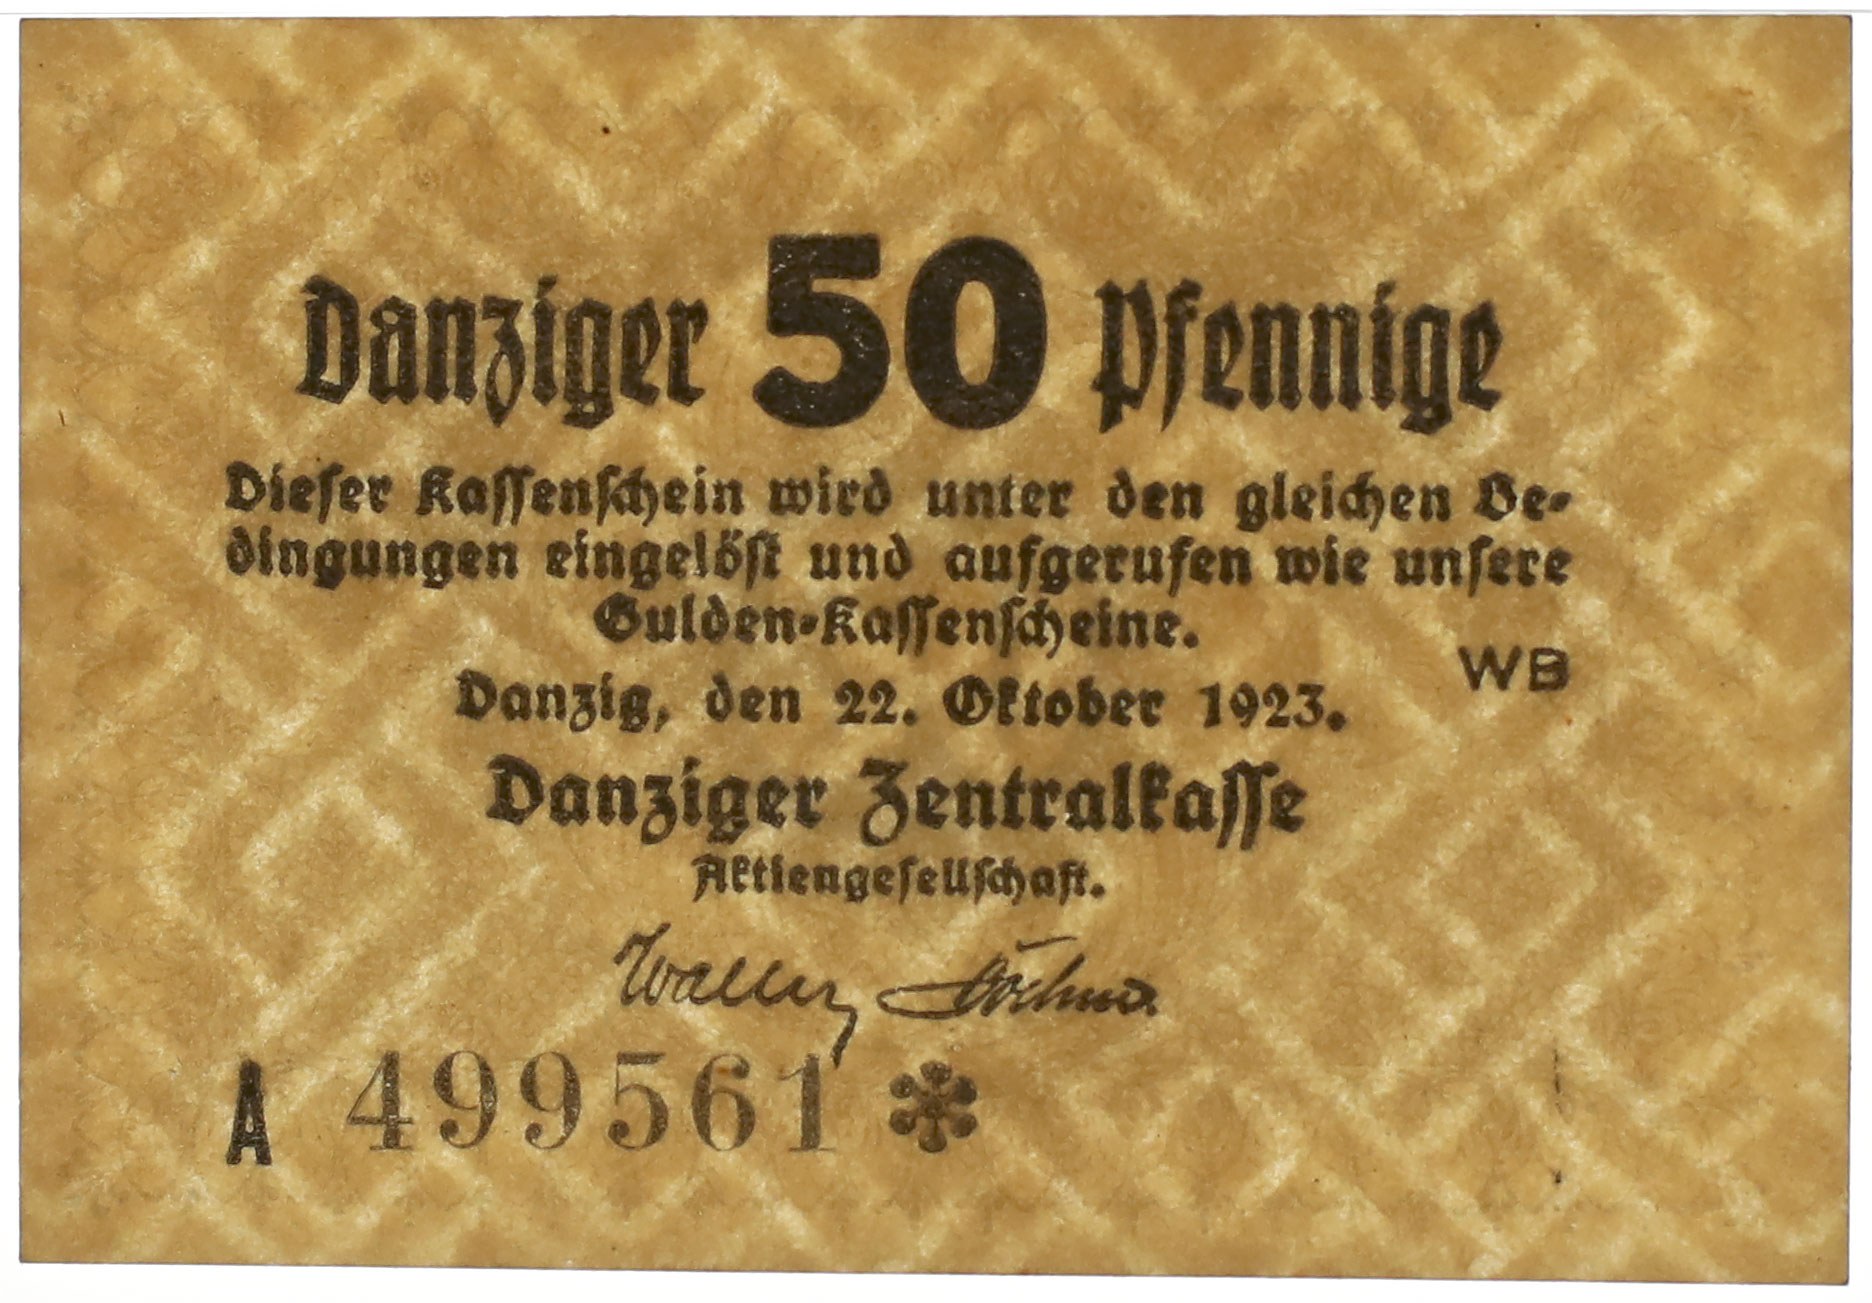 Danziger 50 Pfennige
Dieser Kassenschein wird unter den gleichen Be-
dingungen eingelöst und aufgerufen wie unsere
Gulden-Kassenscheine.
WB
Danzig, den 22. Oktober 1923.
Danziger Zentralkasse
Aktiengesellschaft.
A 499561 *